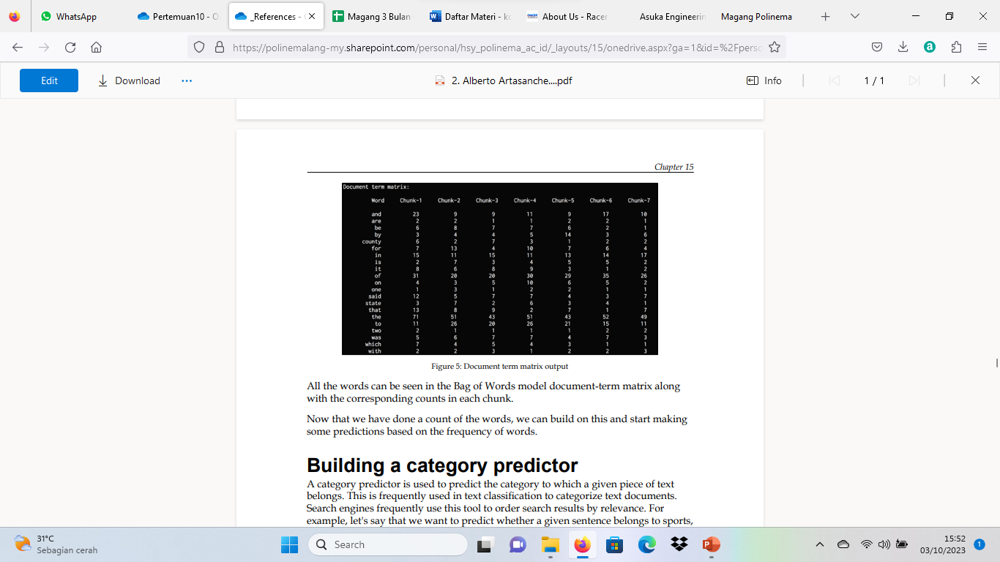 WhatsApp
Pertemuan10 - O
_References -
Magang 3 Bulan
Daftar Materi - ko
About Us - Racer
Asuka Engineerin
Magang Polinema
https://polinemalang-my.sharepoint.com/personal/hsy_polinema_ac_id/_layouts/15/onedrive.aspx?ga=1&id=%2Fperso
Edit
Download
2. Alberto Artasanche....pdf
Info
1 / 1
Chapter 15
Document term matrix:
Word Chunk-1 Chunk-2 Chunk-3 Chunk-4 Chunk-5 Chunk-6 Chunk-7
and 23 9 9 11 9 17 10
are 2 2 1 1 2 2 1
be 6 8 7 7 6 2 1
by 3 4 4 5 14 3 6
county 6 2 7 3 1 2 2
for 7 13 4 10 7 6 4
in 15 11 15 11 13 14 17
is 2 7 3 4 5 5 2
it 8 6 8 9 3 1 2
of 31 20 20 30 29 35 26
on 4 3 5 10 6 5 2
one 1 3 1 2 2 1 1
said 12 5 7 7 4 3 7
state 3 7 2 6 3 4 1
that 13 8 9 2 7 1 7
the 71 51 43 51 43 52 49
to 11 26 20 26 21 15 11
two 2 1 1 1 1 2 2
was 5 6 7 7 4 7 3
which 7 4 5 4 3 1 1
with 2 2 3 1 2 2 3
Figure 5: Document term matrix output
All the words can be seen in the Bag of Words model document-term matrix along
with the corresponding counts in each chunk.
Now that we have done a count of the words, we can build on this and start making
some predictions based on the frequency of words.
Building a category predictor
A category predictor is used to predict the category to which a given piece of text
belongs. This is frequently used in text classification to categorize text documents.
Search engines frequently use this tool to order search results by relevance. For
example, let's say that we want to predict whether a given sentence belongs to sports,
31°C
Sebagian cerah
Search
15:52
03/10/2023
1